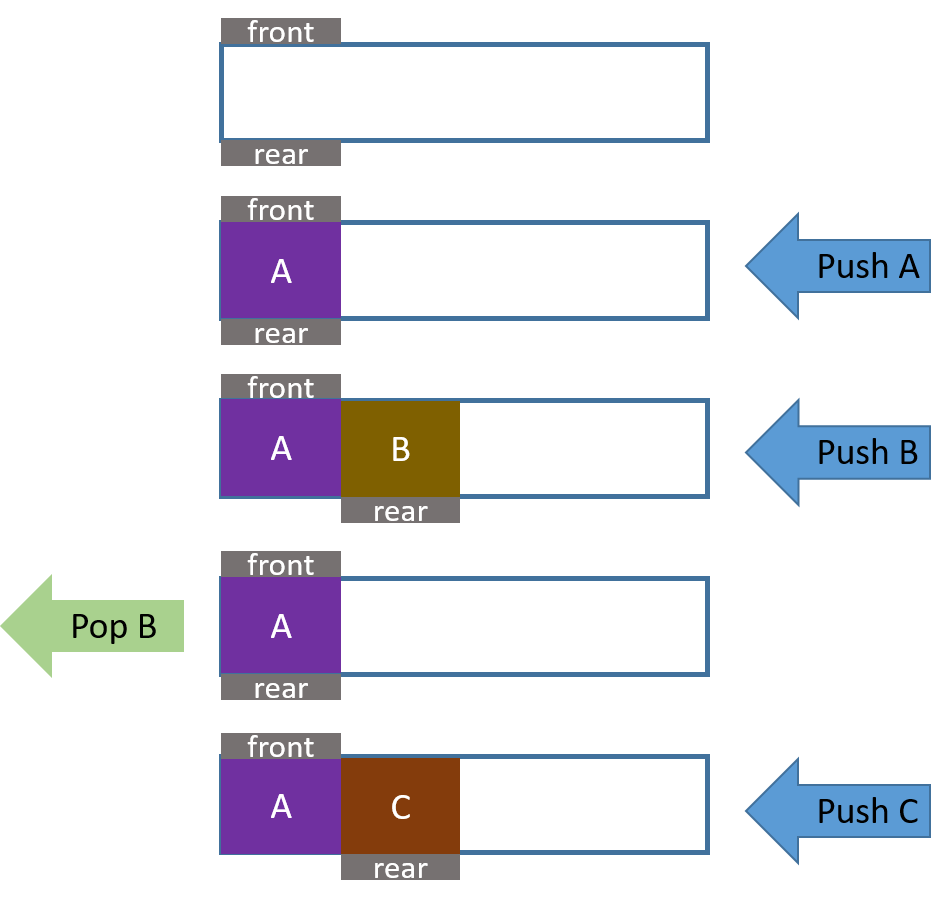 front
rear
front
A
Push A
rear
front
A
B
Push B
rear
front
Pop B
A
rear
front
A
C
Push C
rear